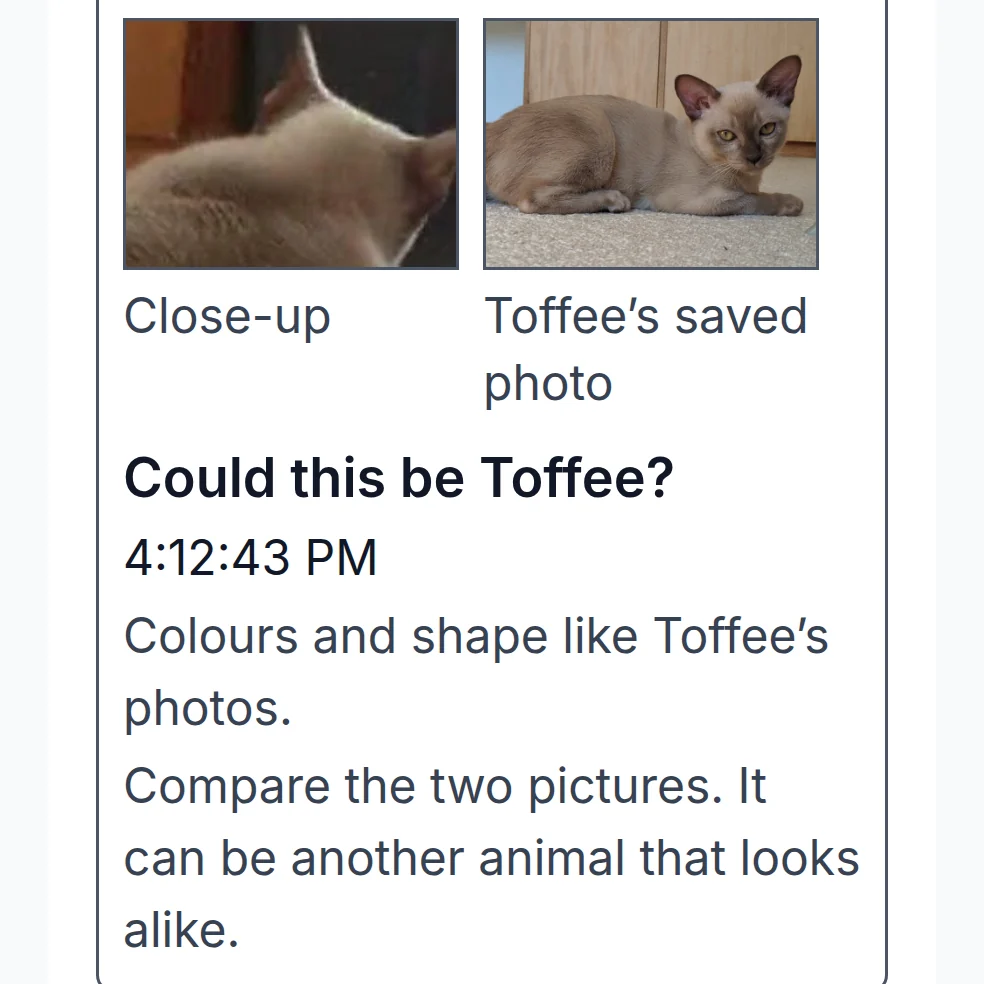 Close-up
Toffee’s saved
photo
Could this be Toffee?
4:12:43 PM
Colours and shape like Toffee’s
photos.
Compare the two pictures. It
can be another animal that looks
alike.